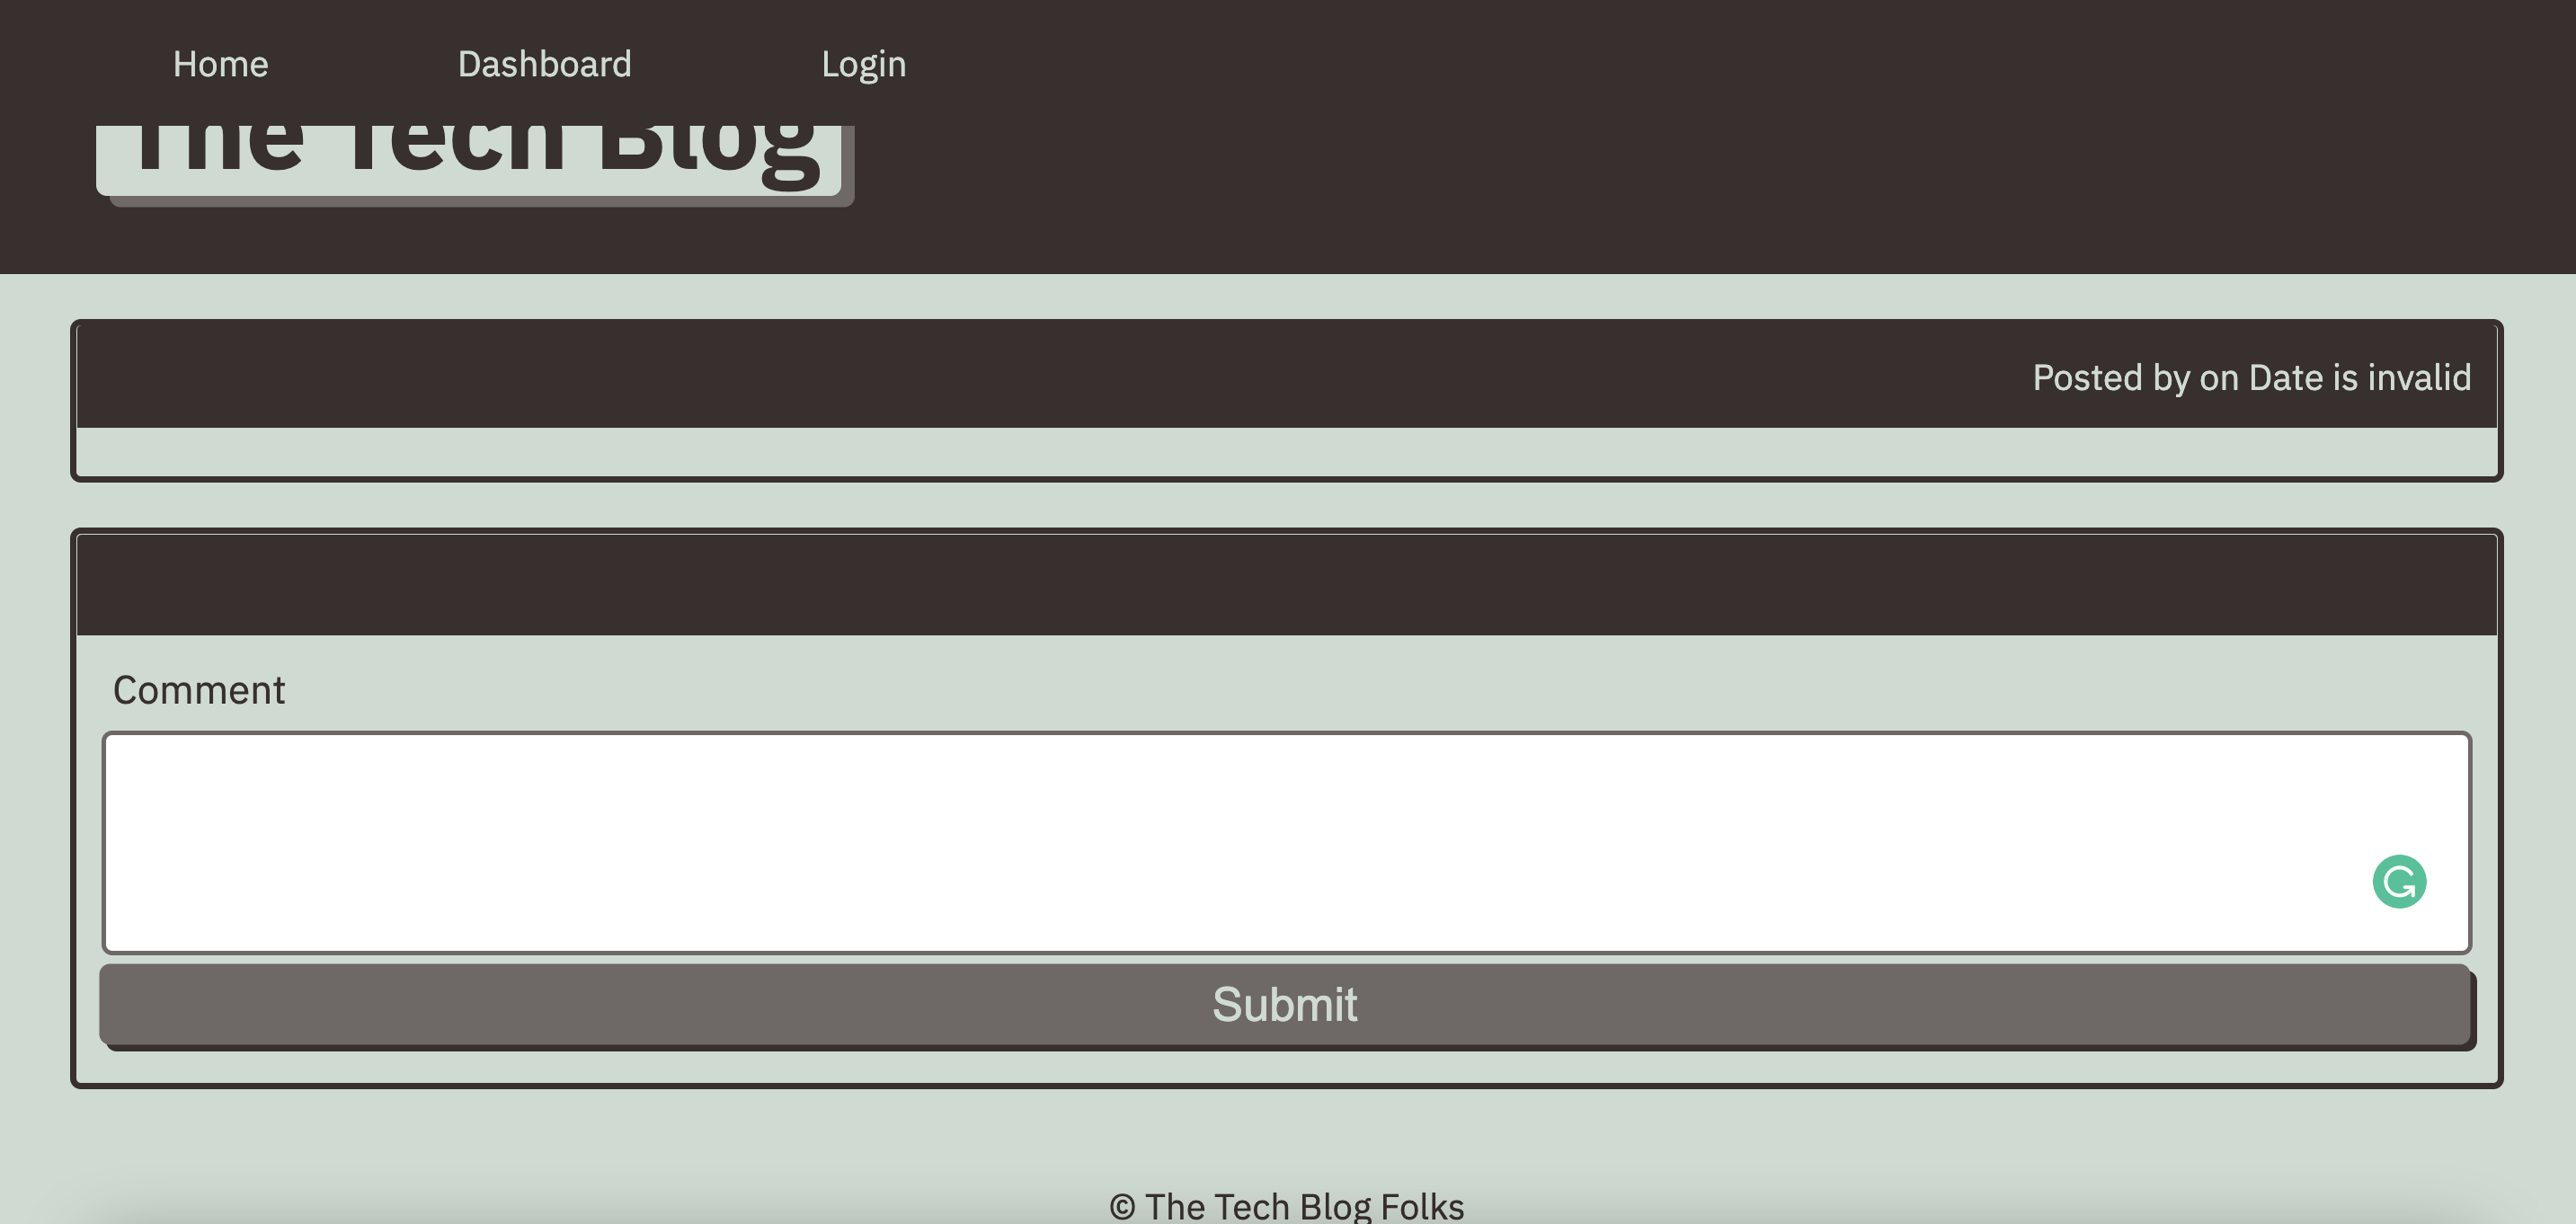 Home Dashboard Login
The Tech Blog
Posted by on Date is invalid
Comment
Submit
© The Tech Blog Folks